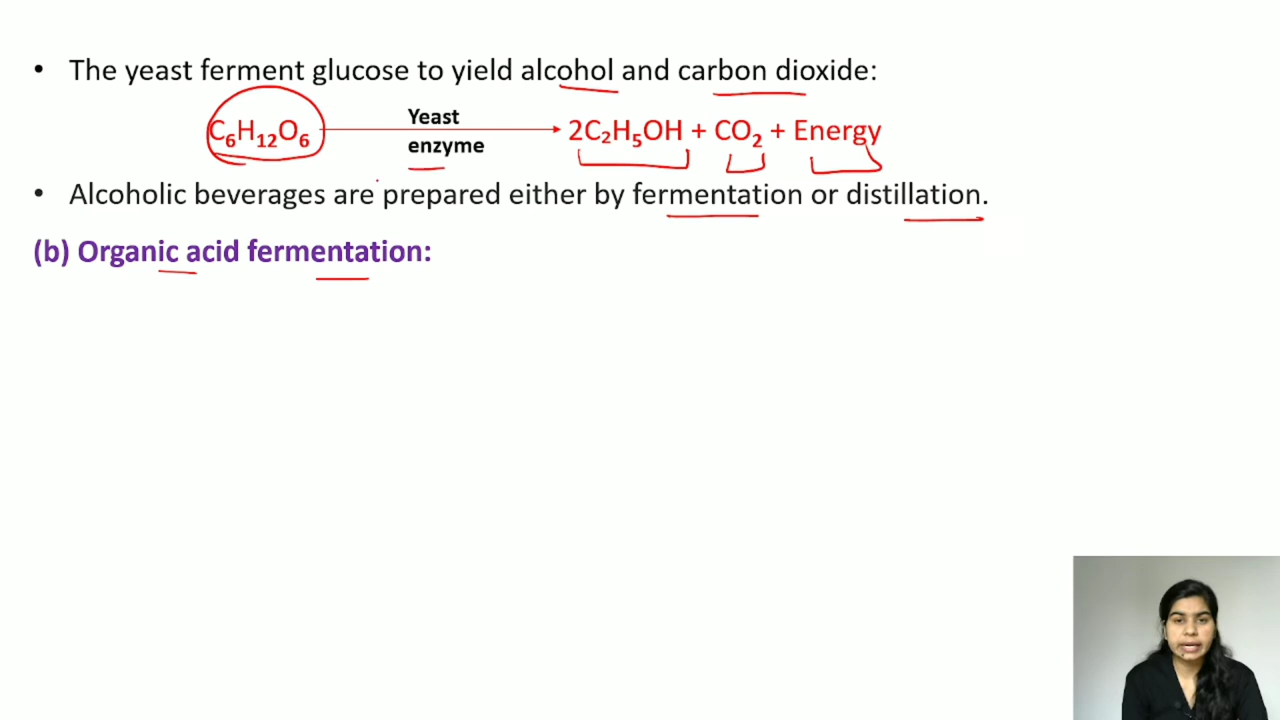 • The yeast ferment glucose to yield alcohol and carbon dioxide:
C₆H₁₂O₆ Yeast enzyme 2C₂H₅OH + CO₂ + Energy
• Alcoholic beverages are prepared either by fermentation or distillation.
(b) Organic acid fermentation: